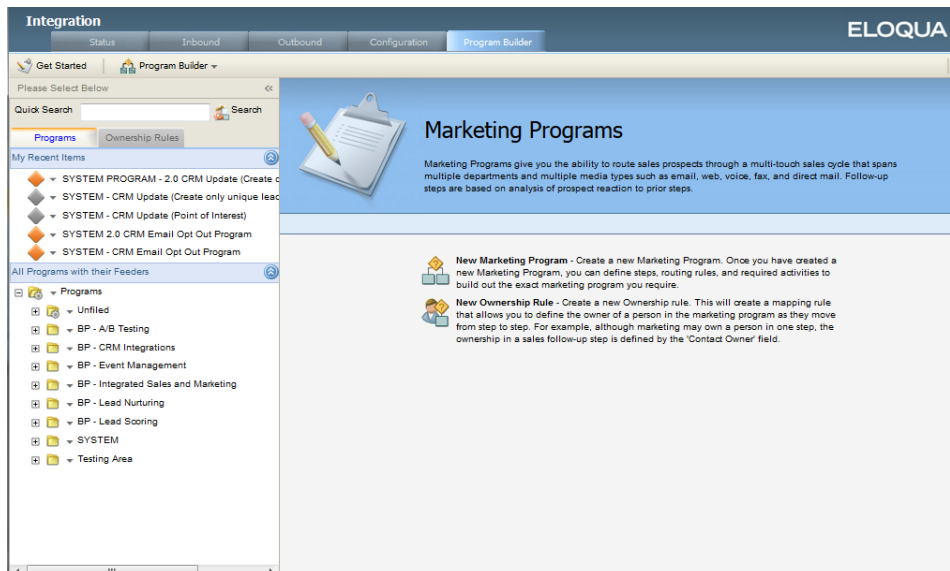 Integration
Status
Inbound
Outbound
Configuration
Program Builder
ELOQUA
Get Started
Program Builder
Please Select Below
Quick Search
Search
Programs
Ownership Rules
My Recent Items
SYSTEM PROGRAM - 2.0 CRM Update (Create c
SYSTEM - CRM Update (Create only unique lead
SYSTEM - CRM Update (Point of Interest)
SYSTEM 2.0 CRM Email Opt Out Program
SYSTEM - CRM Email Opt Out Program
All Programs with their Feeders
Programs
Unfiled
BP - A/B Testing
BP - CRM Integrations
BP - Event Management
BP - Integrated Sales and Marketing
BP - Lead Nurturing
BP - Lead Scoring
SYSTEM
Testing Area
Marketing Programs
Marketing Programs give you the ability to route sales prospects through a multi-touch sales cycle that spans
multiple departments and multiple media types such as email, web, voice, fax, and direct mail. Follow-up
steps are based on analysis of prospect reaction to prior steps.
New Marketing Program - Create a new Marketing Program. Once you have created a
new Marketing Program, you can define steps, routing rules, and required activities to
build out the exact marketing program you require.
New Ownership Rule - Create a new Ownership rule. This will create a mapping rule
that allows you to define the owner of a person in the marketing program as they move
from step to step. For example, although marketing may own a person in one step, the
ownership in a sales follow-up step is defined by the 'Contact Owner' field.